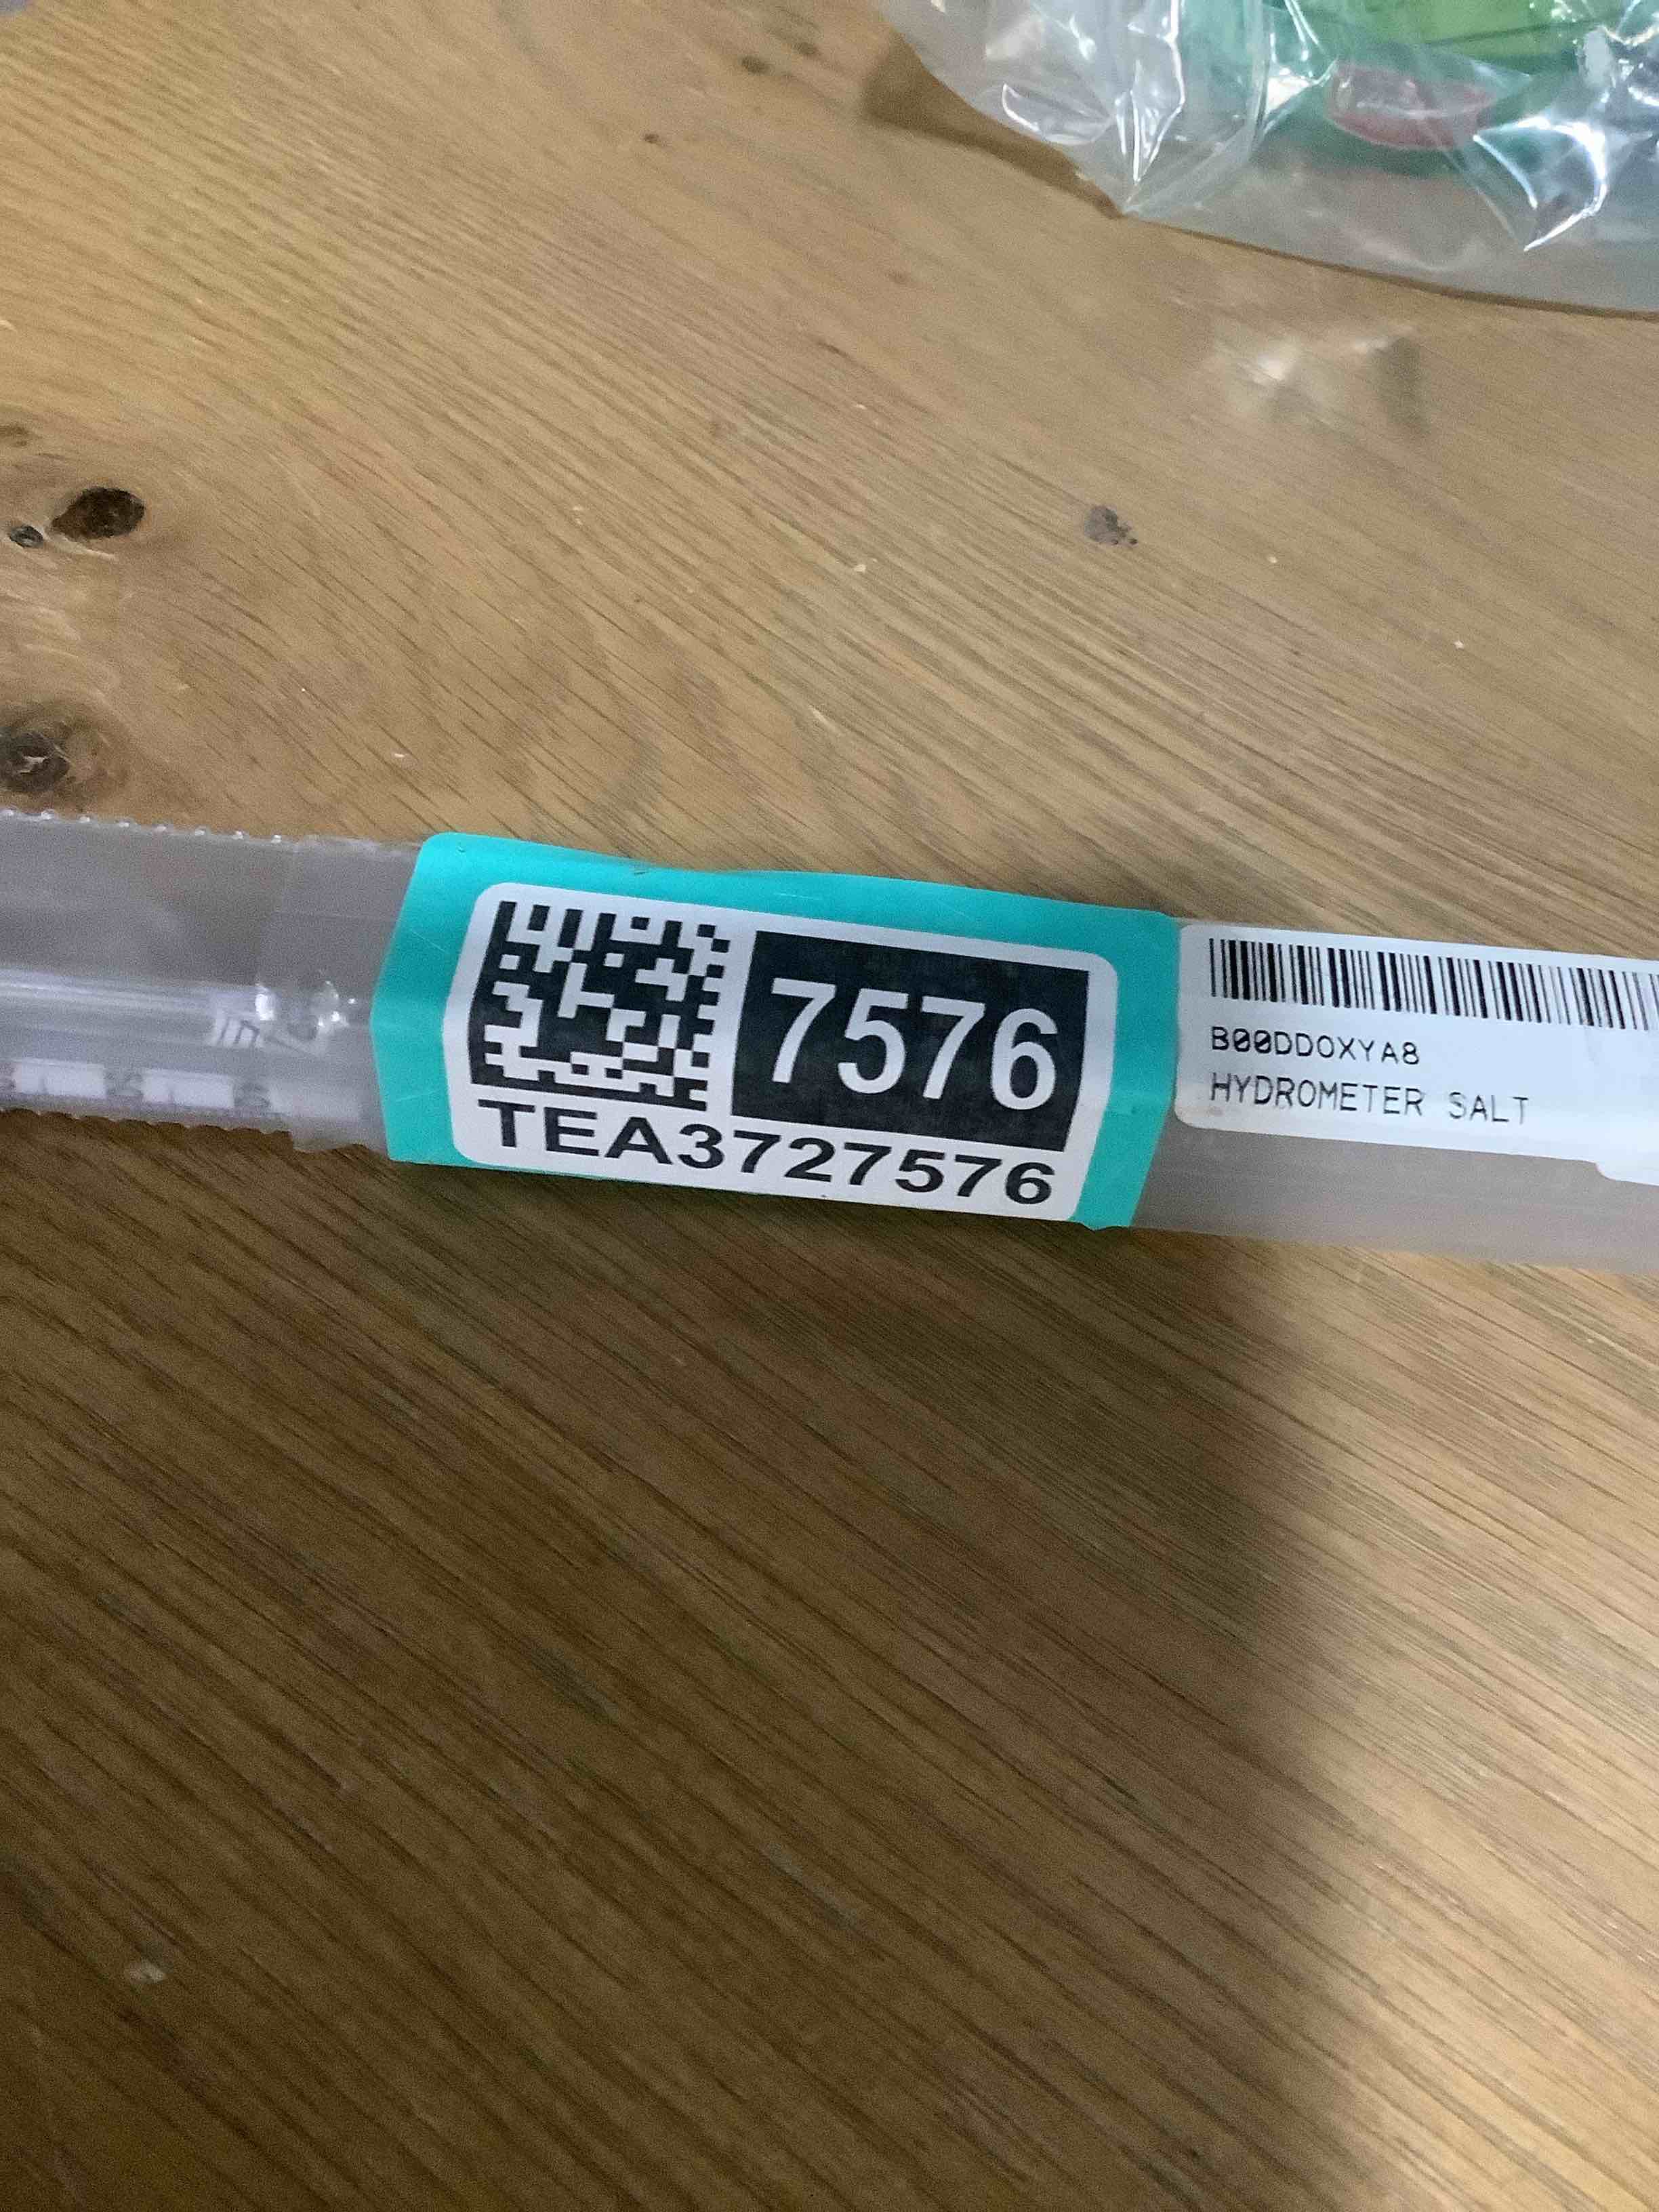 7576
TEA3727576
B00DDOXYA8
HYDROMETER SALT